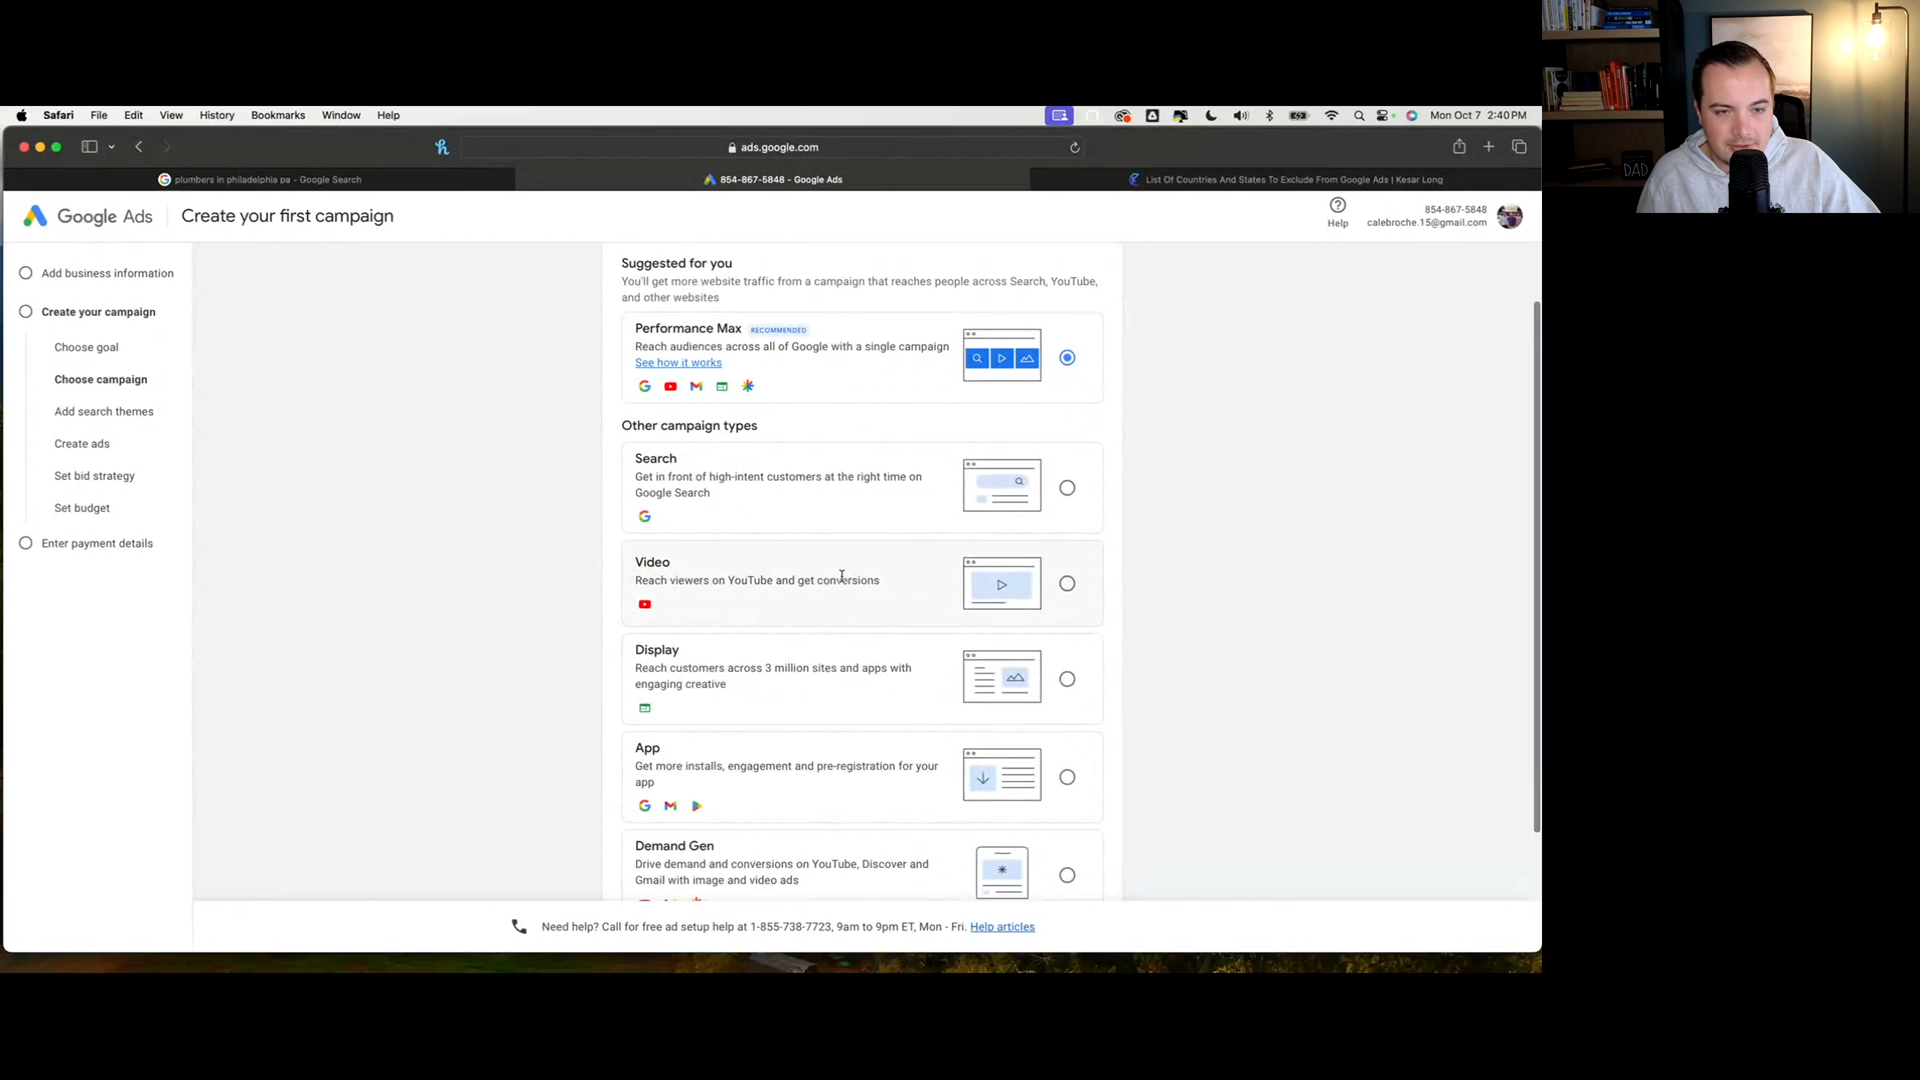 Safari File Edit View History Bookmarks Window Help
Mon Oct 7 2:40 PM
ads.google.com
plumbers in philadelphia pa - Google Search
854-867-5848 - Google Ads
List Of Countries And States To Exclude From Google Ads | Kesar Long
Google Ads
Create your first campaign
Help
854-867-5848
calebroche.15@gmail.com
Add business information
Create your campaign
Choose goal
Choose campaign
Add search themes
Create ads
Set bid strategy
Set budget
Enter payment details
Suggested for you
You'll get more website traffic from a campaign that reaches people across Search, YouTube,
and other websites
Performance Max RECOMMENDED
Reach audiences across all of Google with a single campaign
See how it works
Other campaign types
Search
Get in front of high-intent customers at the right time on
Google Search
Video
Reach viewers on YouTube and get conversions
Display
Reach customers across 3 million sites and apps with
engaging creative
App
Get more installs, engagement and pre-registration for your
app
Demand Gen
Drive demand and conversions on YouTube, Discover and
Gmail with image and video ads
Need help? Call for free ad setup help at 1-855-738-7723, 9am to 9pm ET, Mon - Fri. Help articles
DAD